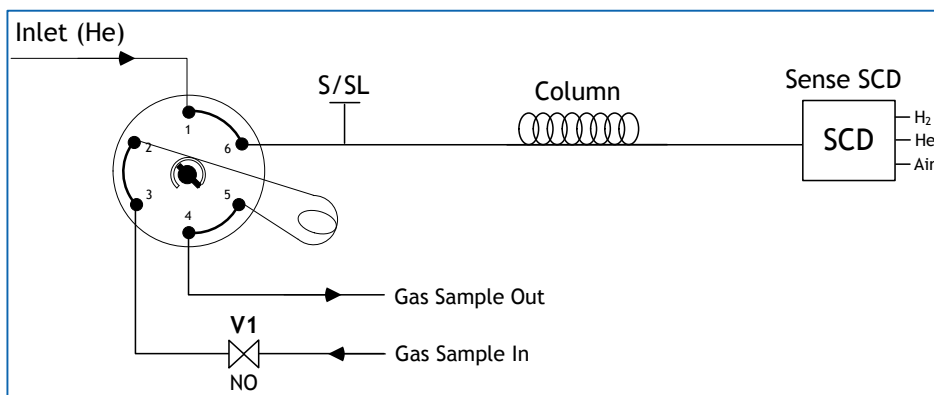 Inlet (He)
S/SL
Column
Sense SCD
SCD
H₂
He
Air
1
2
6
3
5
4
Gas Sample Out
V1
Gas Sample In
NO